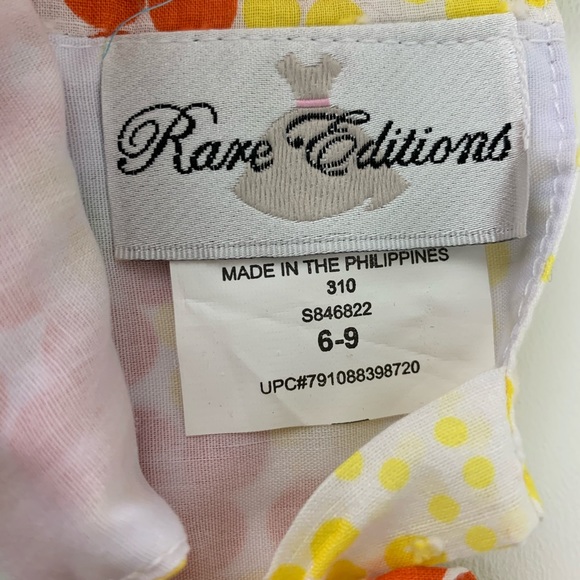 Rare Editions
MADE IN THE PHILIPPINES
310
S846822
6-9
UPC#791088398720